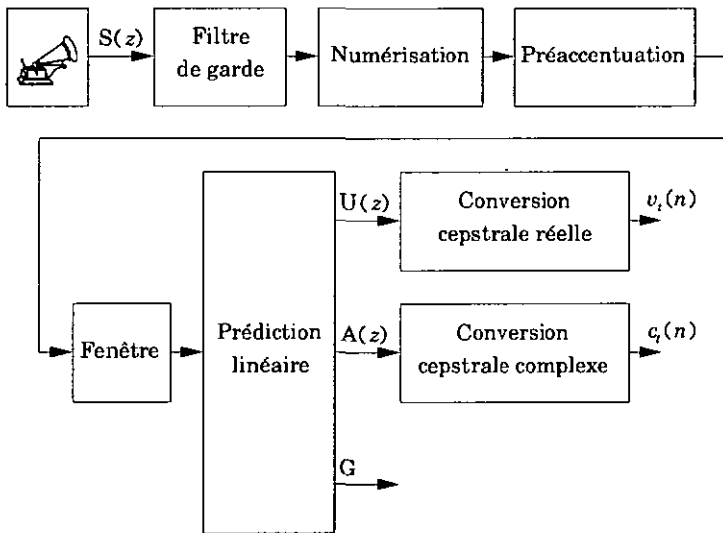 S(z)
Filtre
de garde
Numérisation
Préaccentuation
Fenêtre
Prédiction
linéaire
U(z)
Conversion
cepstrale réelle
v_t(n)
A(z)
Conversion
cepstrale complexe
c_t(n)
G